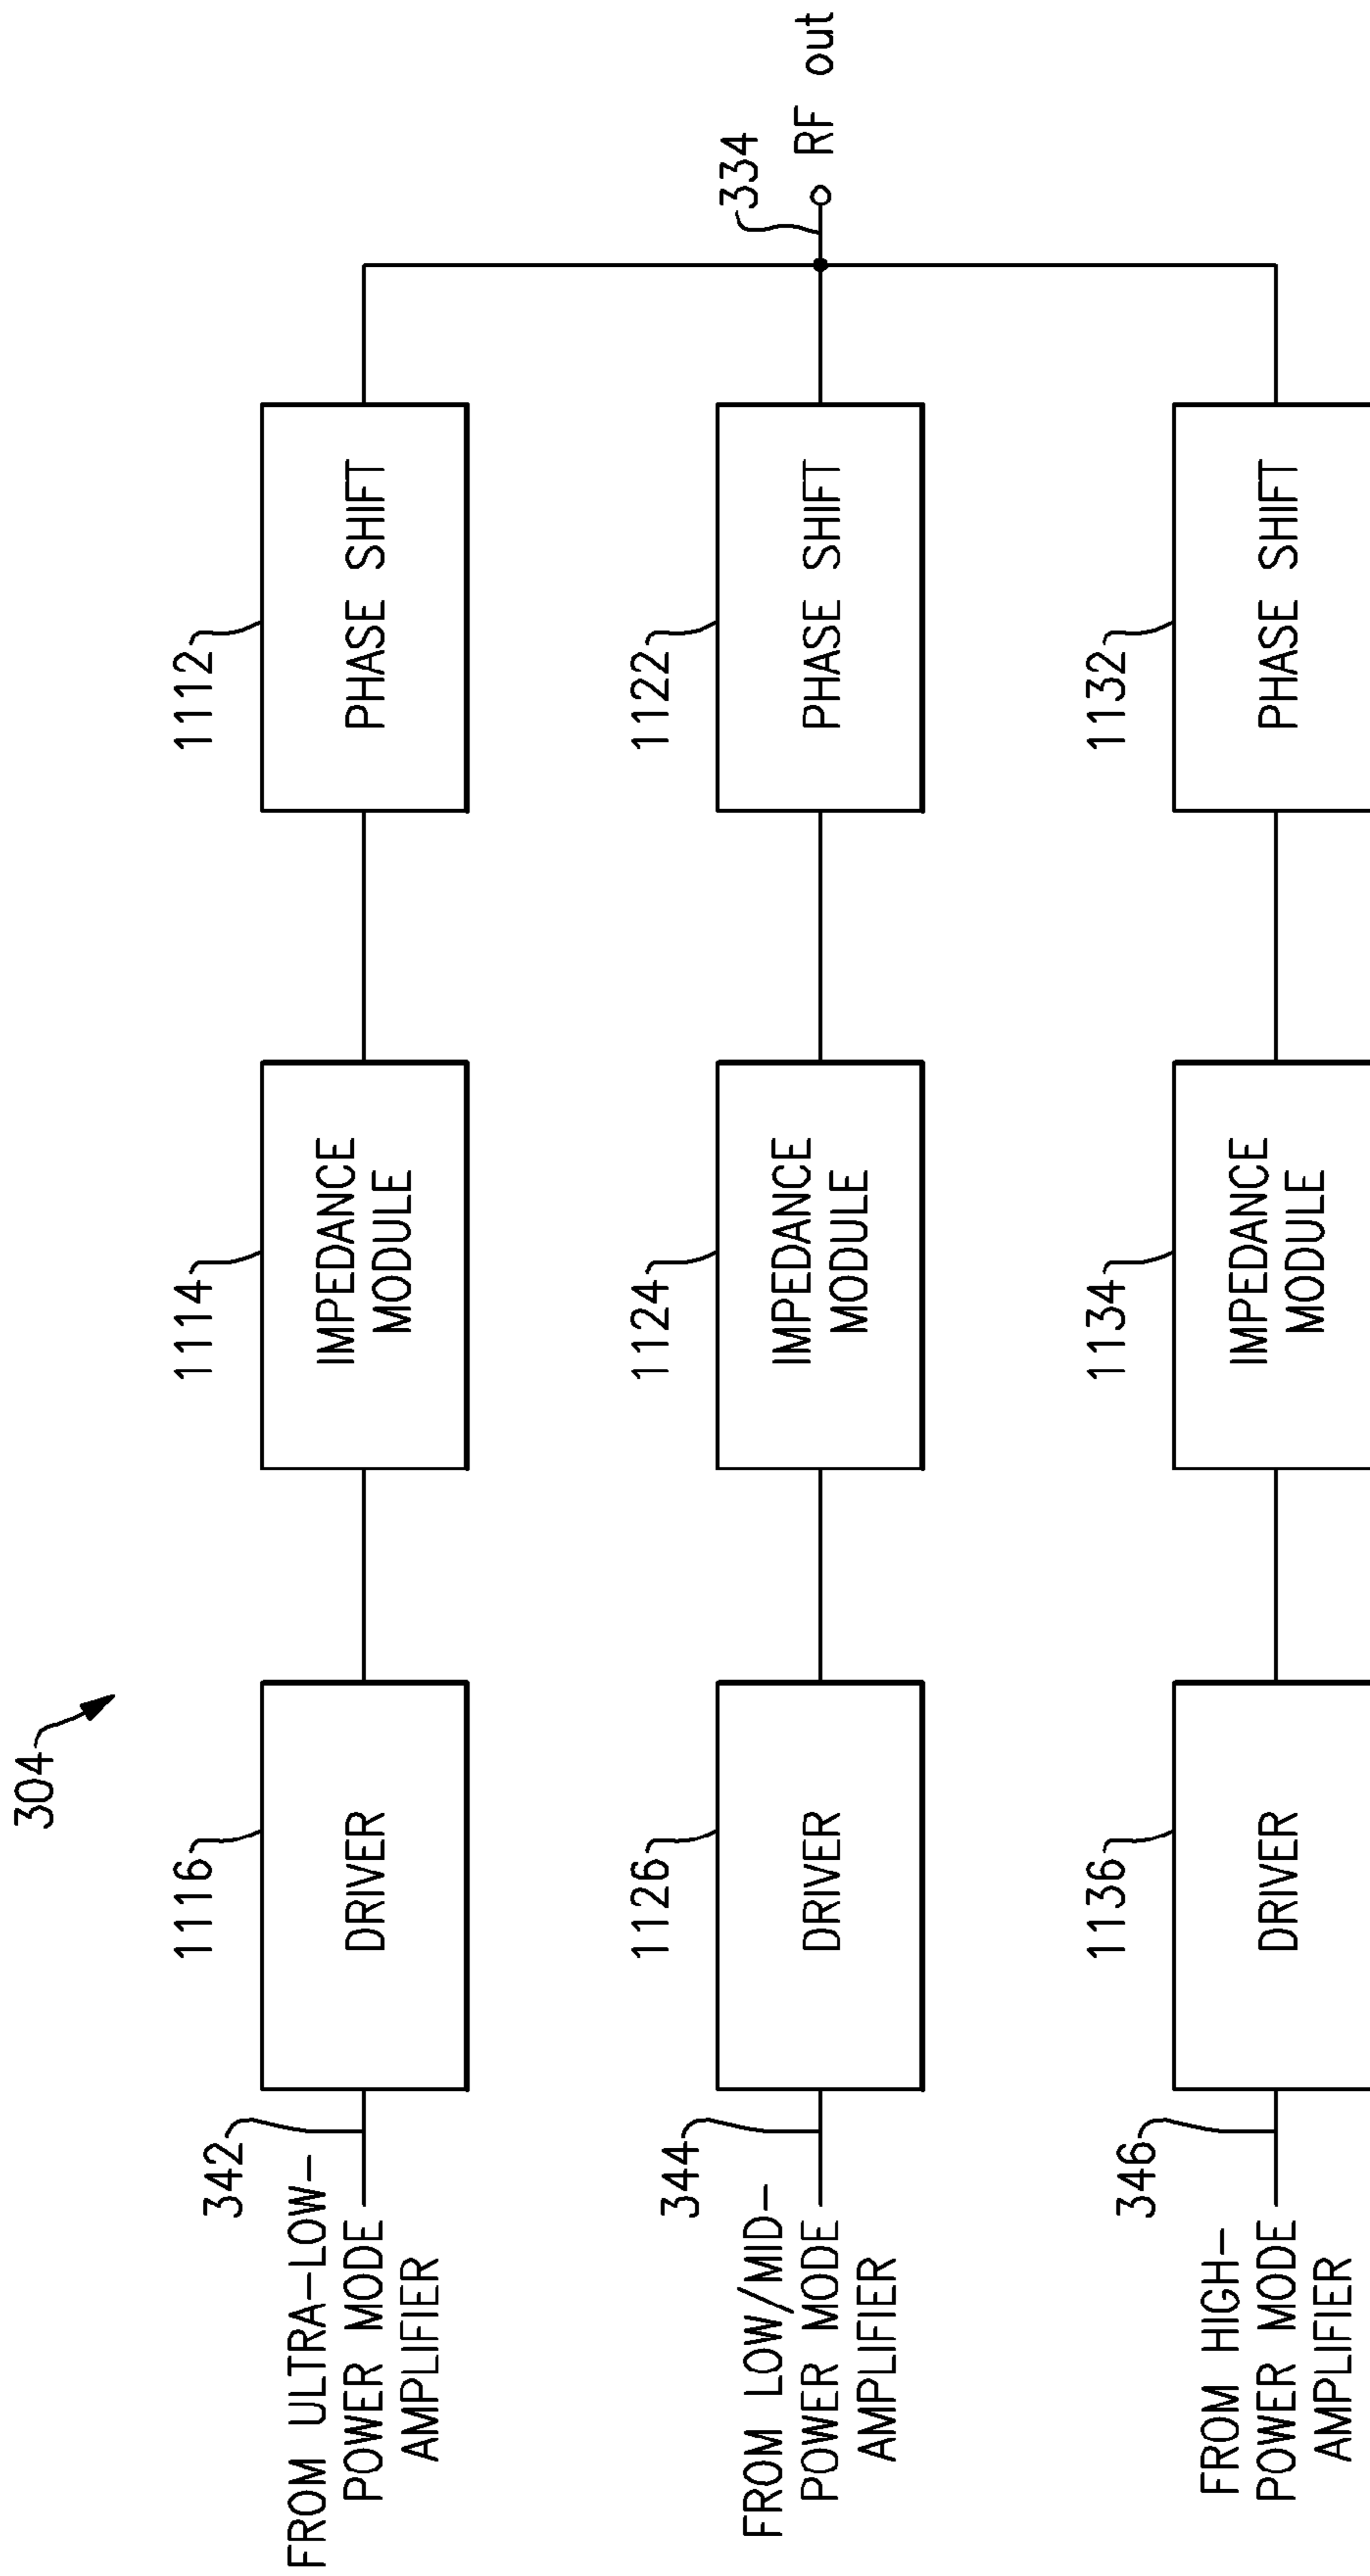 304
FROM ULTRA-LOW-
POWER MODE
AMPLIFIER
342
1116
DRIVER
1114
IMPEDANCE
MODULE
1112
PHASE SHIFT
FROM LOW/MID-
POWER MODE
AMPLIFIER
344
1126
DRIVER
1124
IMPEDANCE
MODULE
1122
PHASE SHIFT
334
RF out
FROM HIGH-
POWER MODE
AMPLIFIER
346
1136
DRIVER
1134
IMPEDANCE
MODULE
1132
PHASE SHIFT